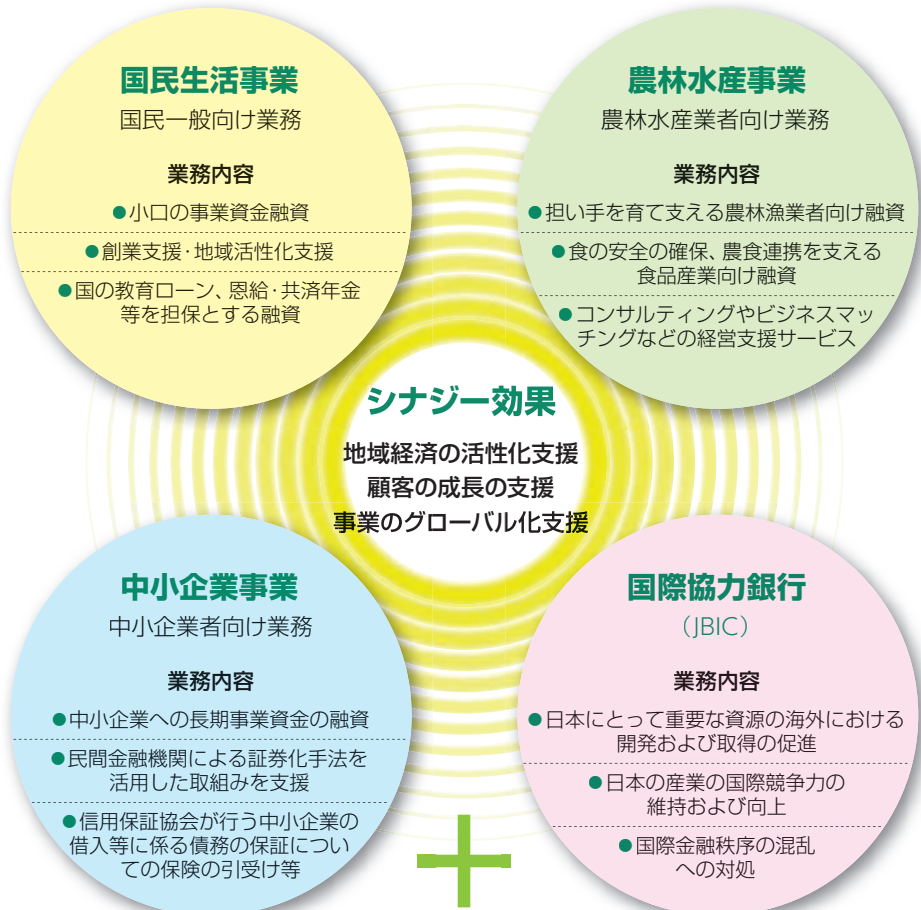 国民生活事業
国民一般向け業務
業務内容
●小口の事業資金融資
●創業支援・地域活性化支援
●国の教育ローン、恩給・共済年金
等を担保とする融資
農林水産事業
農林水産業者向け業務
業務内容
●担い手を育て支える農林漁業者向け融資
●食の安全の確保、農食連携を支える
食品産業向け融資
●コンサルティングやビジネスマッ
チングなどの経営支援サービス
シナジー効果
地域経済の活性化支援
顧客の成長の支援
事業のグローバル化支援
中小企業事業
中小企業者向け業務
業務内容
●中小企業への長期事業資金の融資
●民間金融機関による証券化手法を
活用した取組みを支援
●信用保証協会が行う中小企業の
借入等に係る債務の保証につい
ての保険の引受け等
国際協力銀行
（JBIC）
業務内容
●日本にとって重要な資源の海外における
開発および取得の促進
●日本の産業の国際競争力の
維持および向上
●国際金融秩序の混乱
への対処
＋